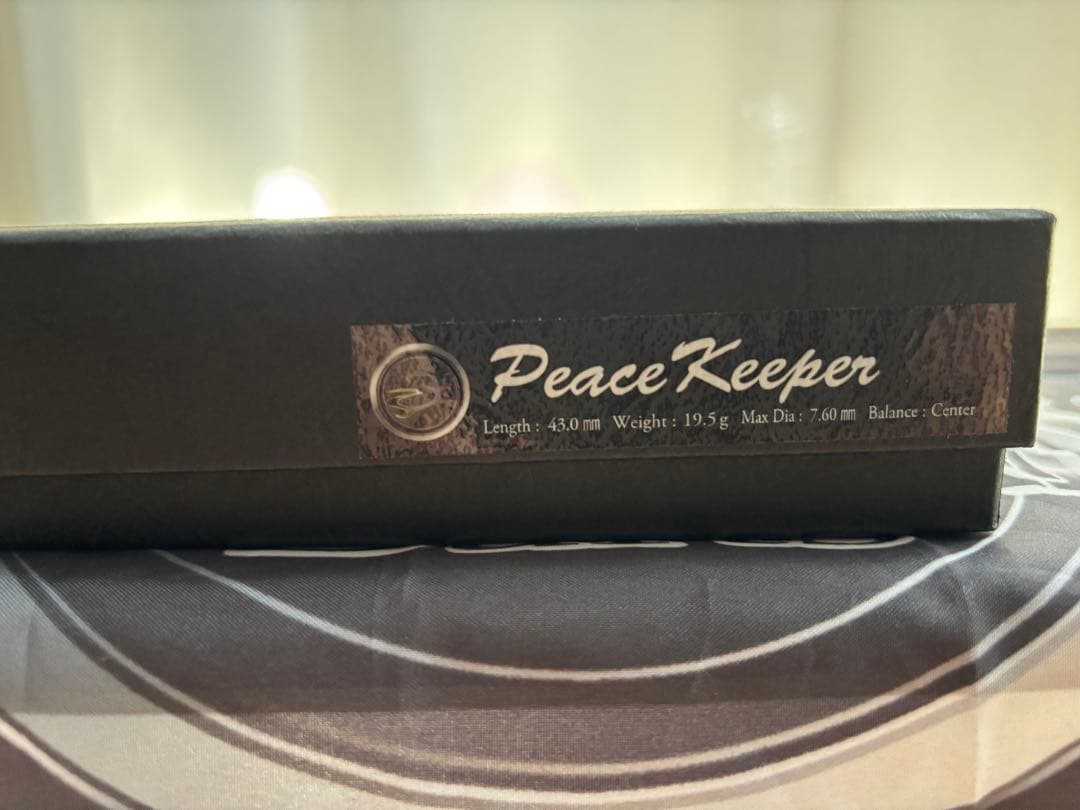 PeaceKeeper
Length : 43.0 ㎜ Weight : 19.5 g Max Dia : 7.60 ㎜ Balance : Center